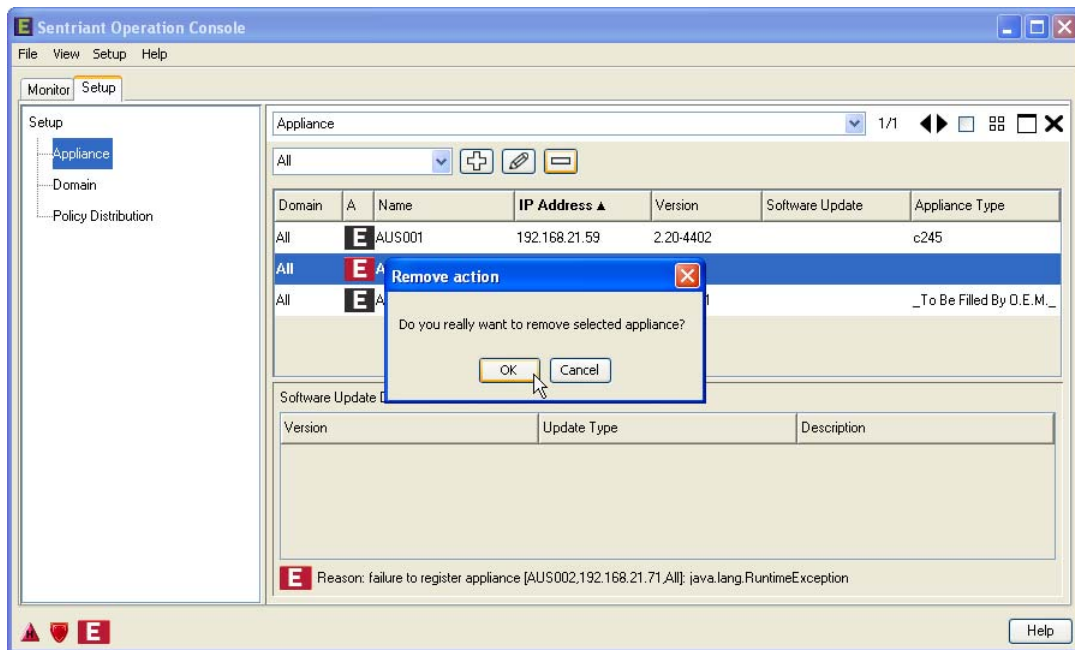 E Sentriant Operation Console
File View Setup Help
Monitor Setup
Setup
Appliance
Domain
Policy Distribution
Appliance 1/1
All
Domain A Name IP Address ▲ Version Software Update Appliance Type
All E AUS001 192.168.21.59 2.20-4402 c245
All E A
All E A 1 _To Be Filled By O.E.M._
Remove action
Do you really want to remove selected appliance?
OK Cancel
Software Update D
Version Update Type Description
E Reason: failure to register appliance [AUS002,192.168.21.71,All]: java.lang.RuntimeException
H E Help